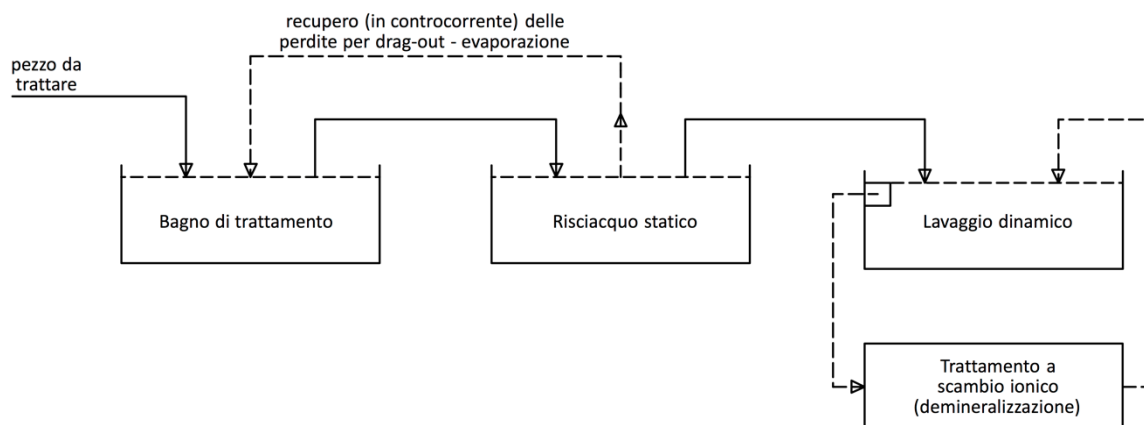 recupero (in controcorrente) delle
perdite per drag-out - evaporazione
pezzo da
trattare
Bagno di trattamento
Risciacquo statico
Lavaggio dinamico
Trattamento a
scambio ionico
(demineralizzazione)